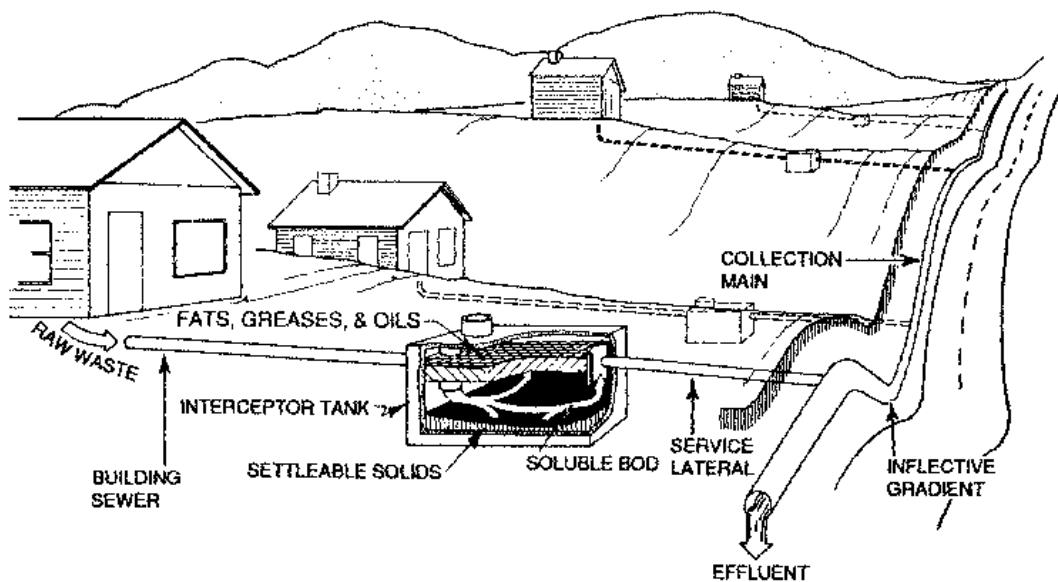 COLLECTION
MAIN
FATS, GREASES, & OILS
RAW WASTE
INTERCEPTOR TANK
SETTLEABLE SOLIDS
SOLUBLE BOD
SERVICE
LATERAL
BUILDING
SEWER
INFLECTIVE
GRADIENT
EFFLUENT